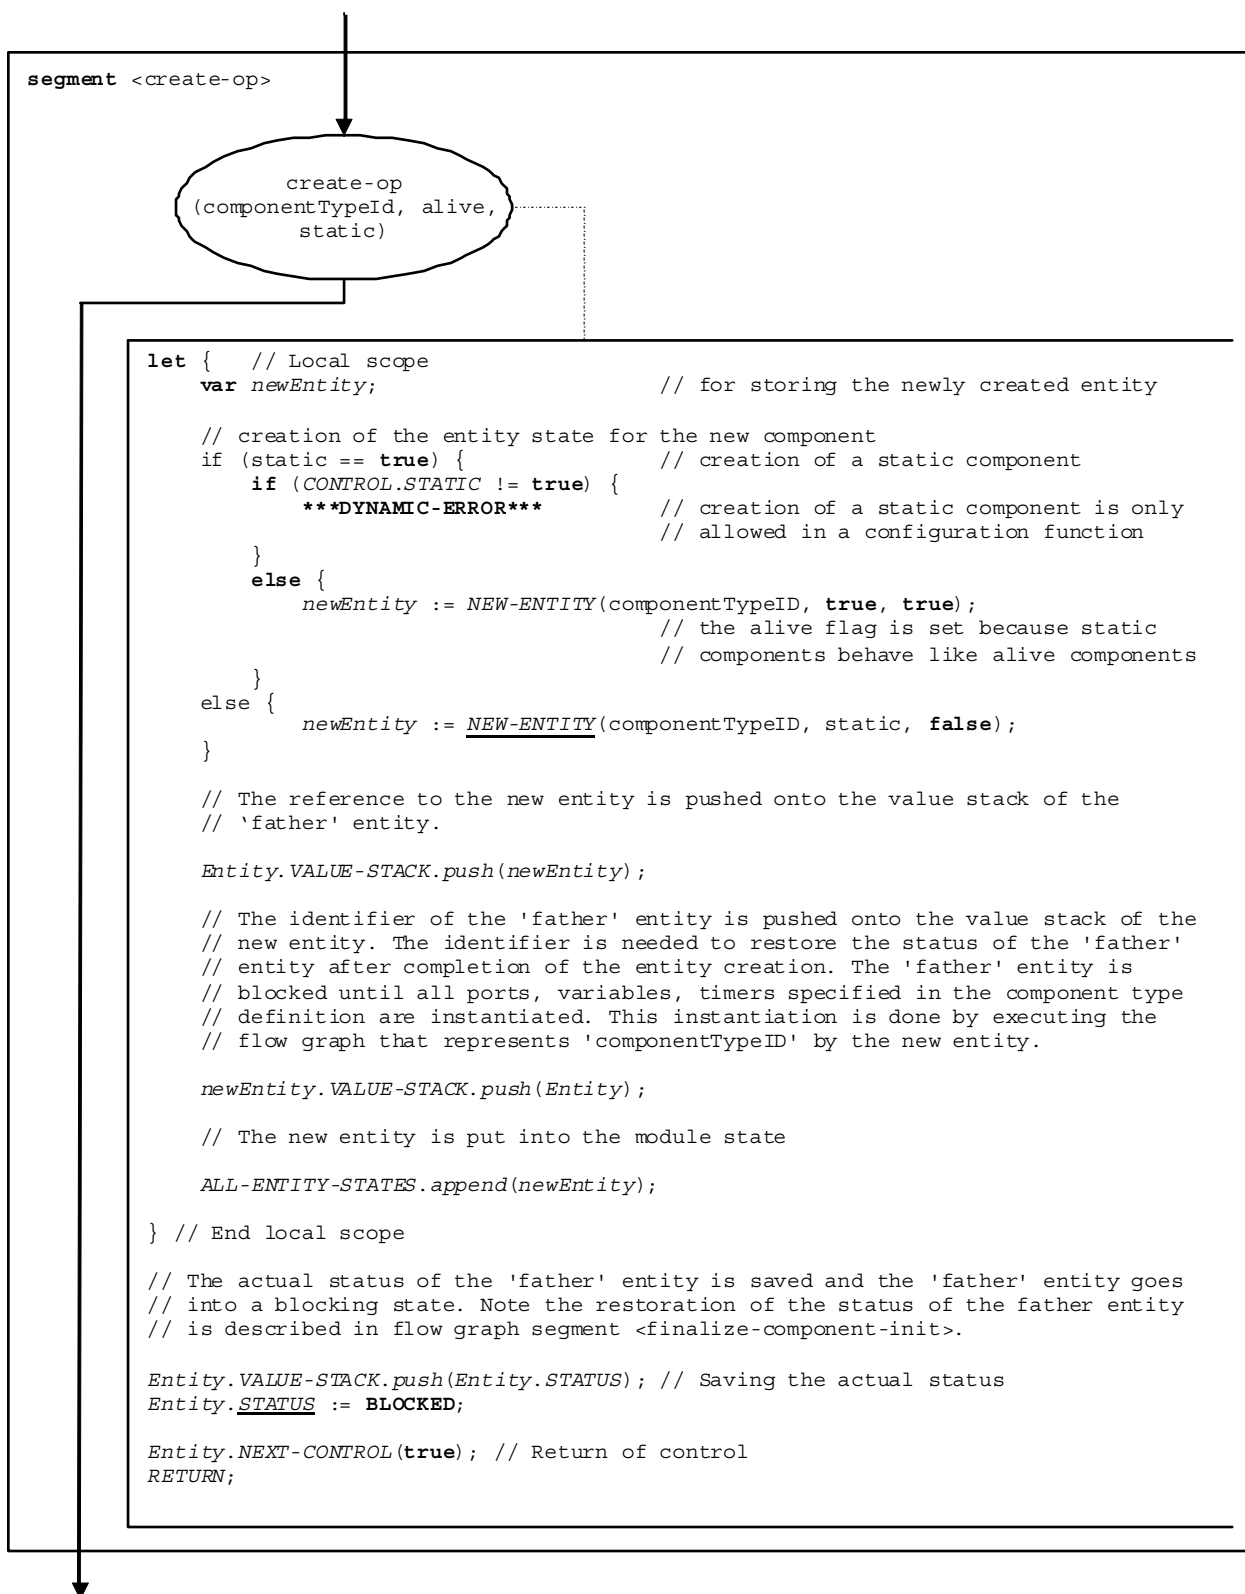 segment <create-op>
create-op
(componentTypeId, alive,
static)
let {   // Local scope
var newEntity; // for storing the newly created entity
// creation of the entity state for the new component
if (static == true) { // creation of a static component
if (CONTROL.STATIC != true) {
***DYNAMIC-ERROR*** // creation of a static component is only
// allowed in a configuration function
}
else {
newEntity := NEW-ENTITY(componentTypeID, true, true);
// the alive flag is set because static
// components behave like alive components
}
else {
newEntity := NEW-ENTITY(componentTypeID, static, false);
}
// The reference to the new entity is pushed onto the value stack of the
// ‘father' entity.
Entity.VALUE-STACK.push(newEntity);
// The identifier of the 'father' entity is pushed onto the value stack of the
// new entity. The identifier is needed to restore the status of the 'father'
// entity after completion of the entity creation. The 'father' entity is
// blocked until all ports, variables, timers specified in the component type
// definition are instantiated. This instantiation is done by executing the
// flow graph that represents 'componentTypeID' by the new entity.
newEntity.VALUE-STACK.push(Entity);
// The new entity is put into the module state
ALL-ENTITY-STATES.append(newEntity);
} // End local scope
// The actual status of the 'father' entity is saved and the 'father' entity goes
// into a blocking state. Note the restoration of the status of the father entity
// is described in flow graph segment <finalize-component-init>.
Entity.VALUE-STACK.push(Entity.STATUS); // Saving the actual status
Entity.STATUS := BLOCKED;
Entity.NEXT-CONTROL(true); // Return of control
RETURN;